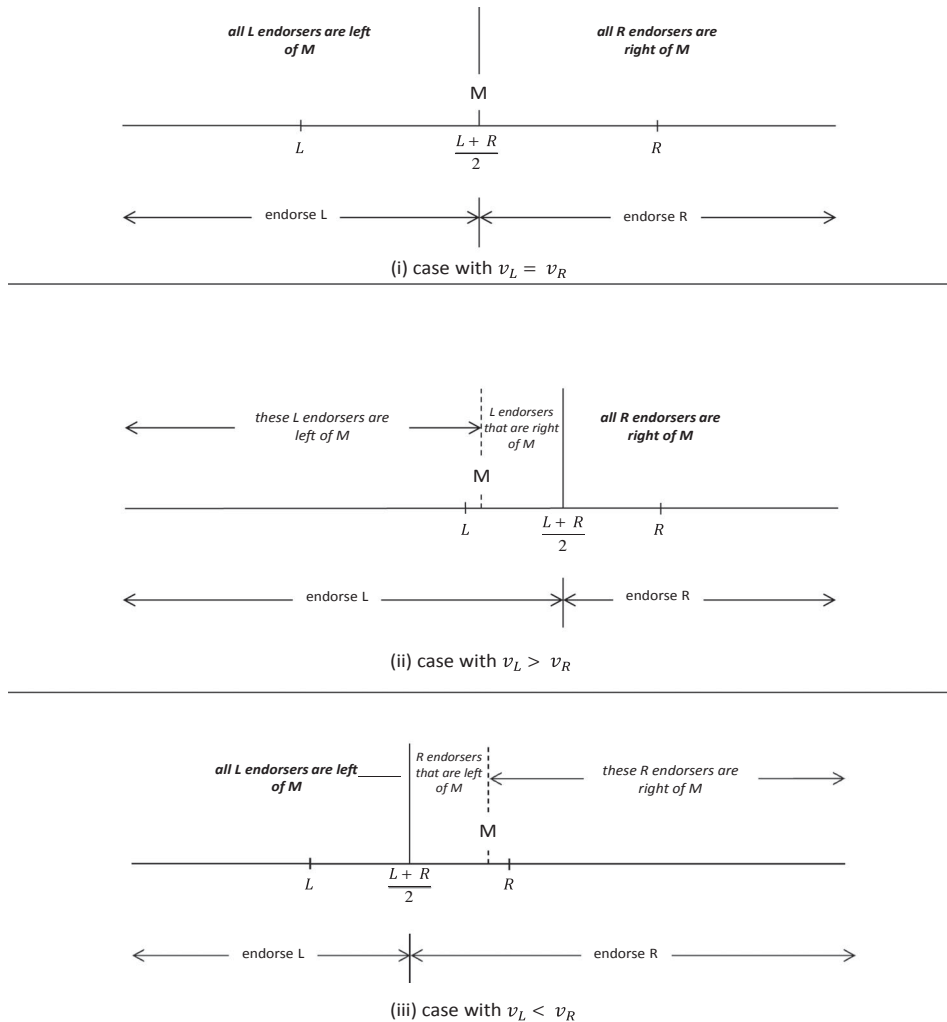 all L endorsers are left
of M
all R endorsers are
right of M
M
L
L + R
2
R
endorse L
endorse R
(i) case with v_L = v_R
these L endorsers are
left of M
L endorsers
that are right
of M
all R endorsers are
right of M
M
L
L + R
2
R
endorse L
endorse R
(ii) case with v_L > v_R
all L endorsers are left
of M
R endorsers
that are left
of M
these R endorsers are
right of M
M
L
L + R
2
R
endorse L
endorse R
(iii) case with v_L < v_R